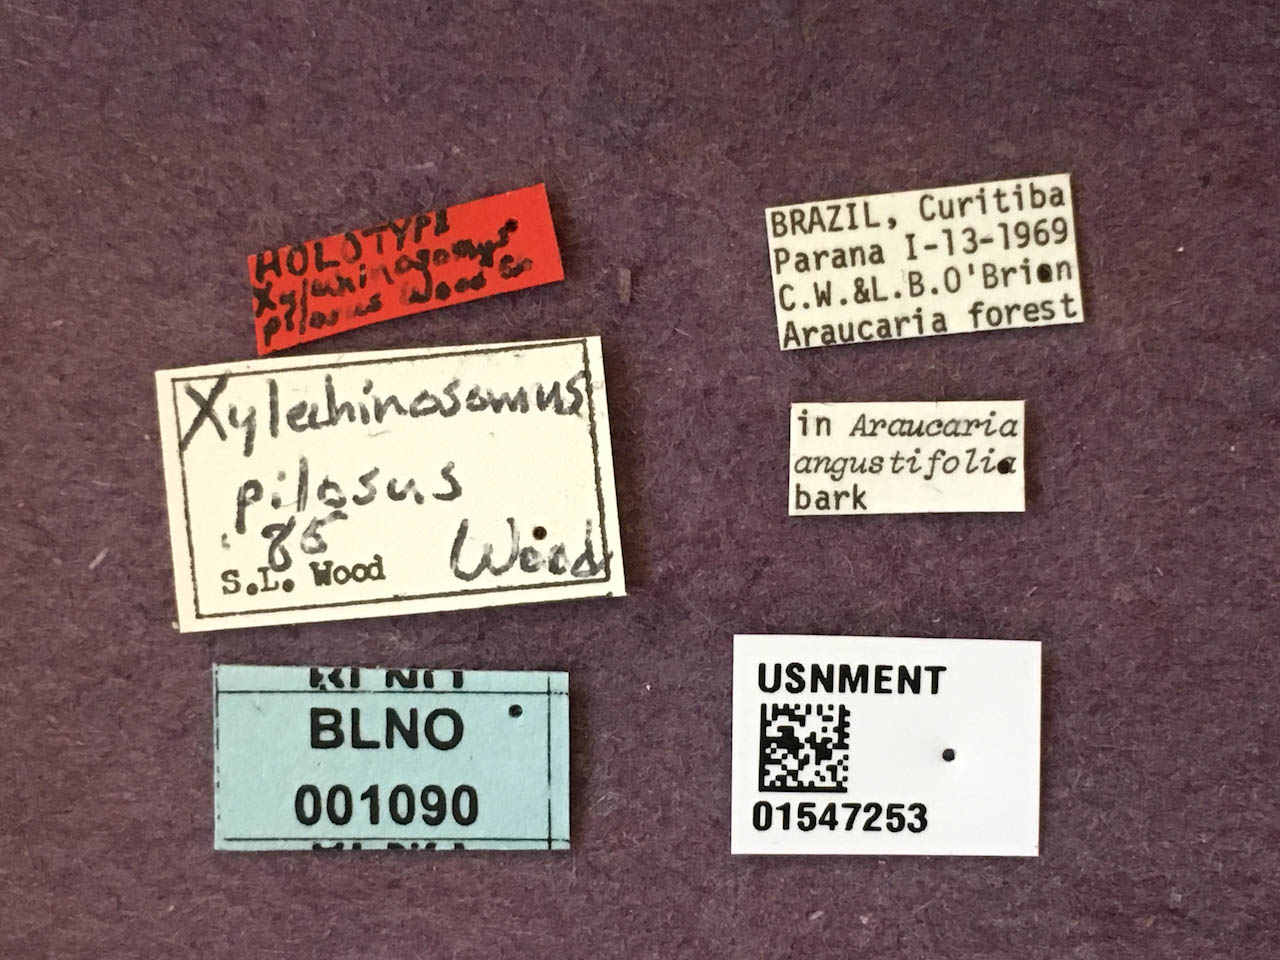 HOLOTYPE
Xylechinosomus
pilosus Wood
Xylechinosomus
pilosus
85
Wood
S.L. Wood
BLNO
001090
BRAZIL, Curitiba
Parana I-13-1969
C.W.&L.B.O'Brien
Araucaria forest
in Araucaria
angustifolia
bark
USNMENT
01547253